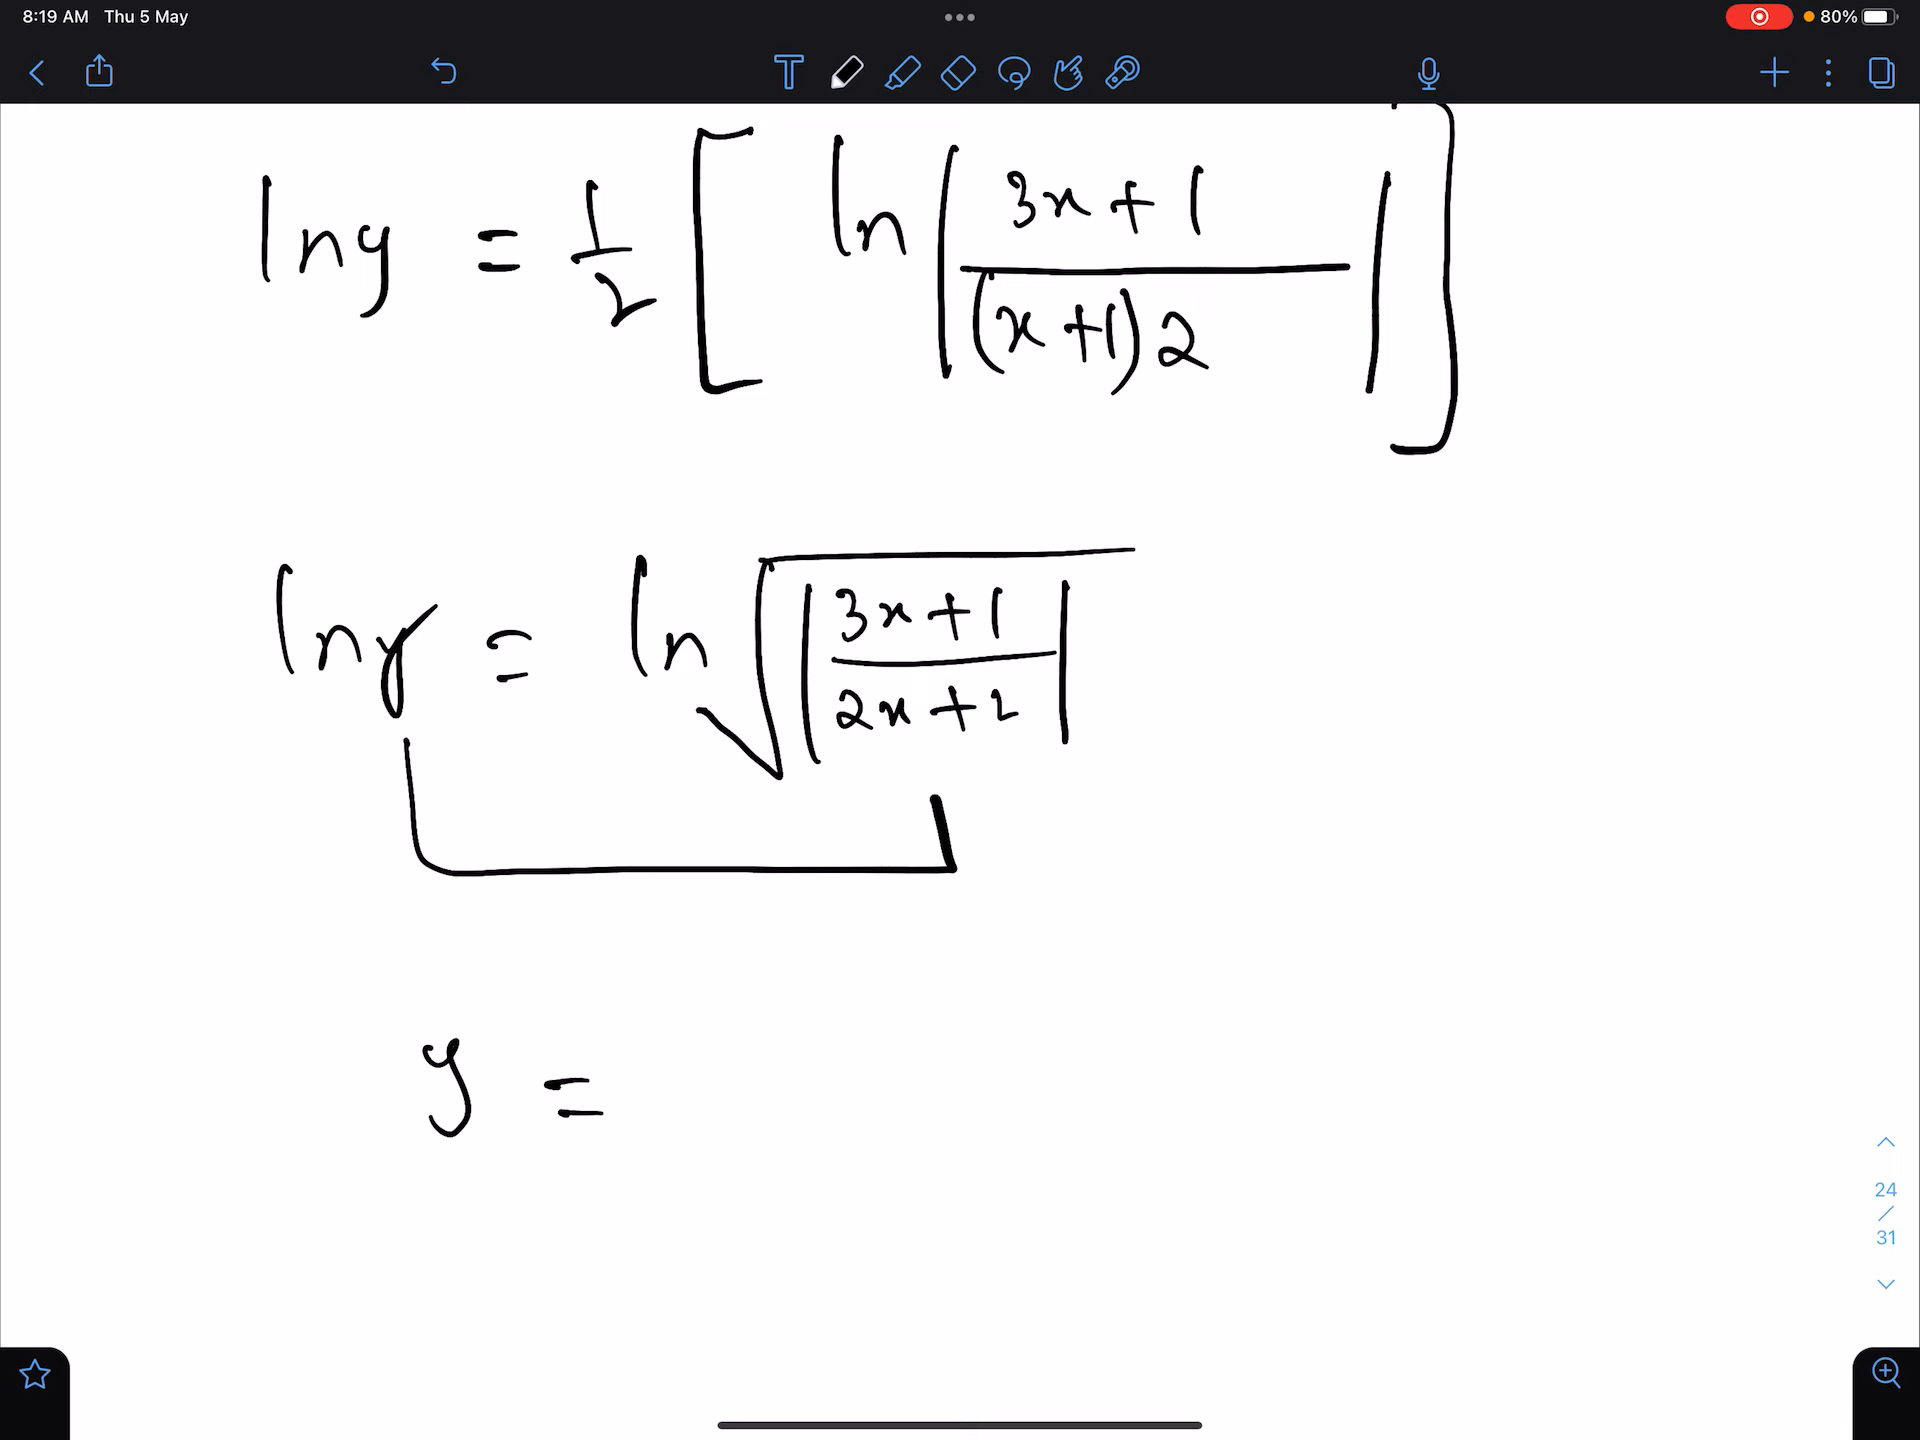 8:19 AM Thu 5 May
80%
T
ln y = 1/2 [ ln | 3x + 1 / (x + 1) 2 | ]
ln y = ln √| 3x + 1 / 2x + 2 |
y =
24
/
31